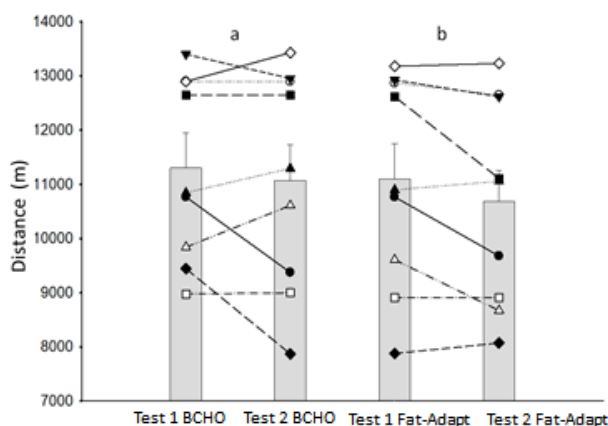 14000
a
b
13000
12000
11000
Distance (m)
10000
9000
8000
7000
Test 1 BCHO
Test 2 BCHO
Test 1 Fat-Adapt
Test 2 Fat-Adapt